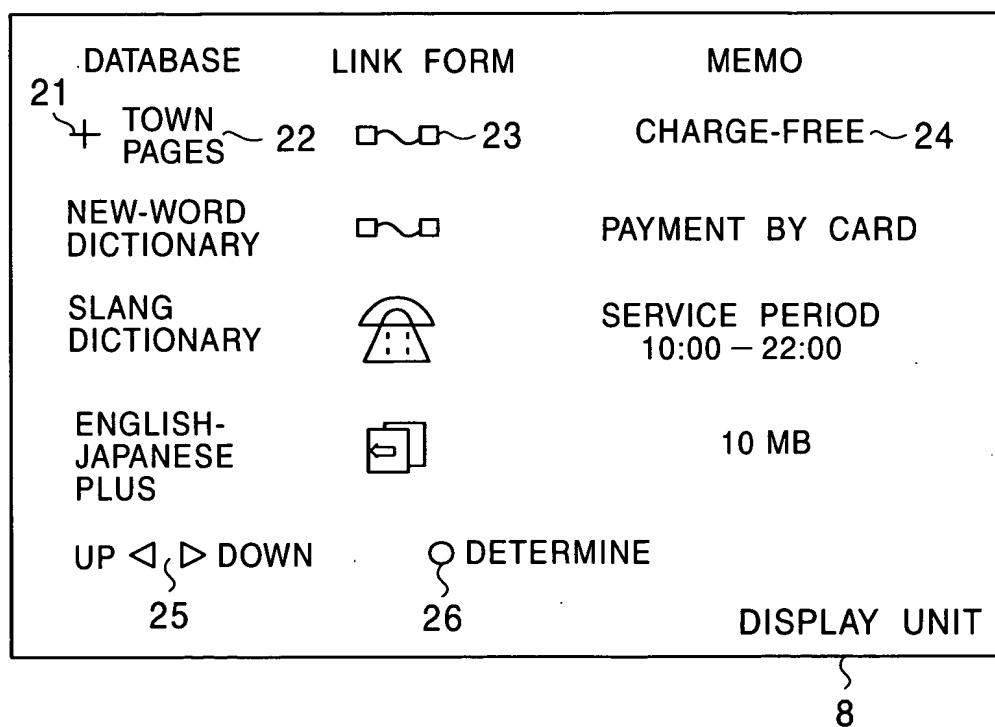 DATABASE LINK FORM MEMO
21
TOWN
PAGES 22 23 CHARGE-FREE 24
NEW-WORD
DICTIONARY PAYMENT BY CARD
SLANG
DICTIONARY SERVICE PERIOD
10:00 – 22:00
ENGLISH-
JAPANESE
PLUS 10 MB
UP DOWN DETERMINE
25 26
DISPLAY UNIT
8